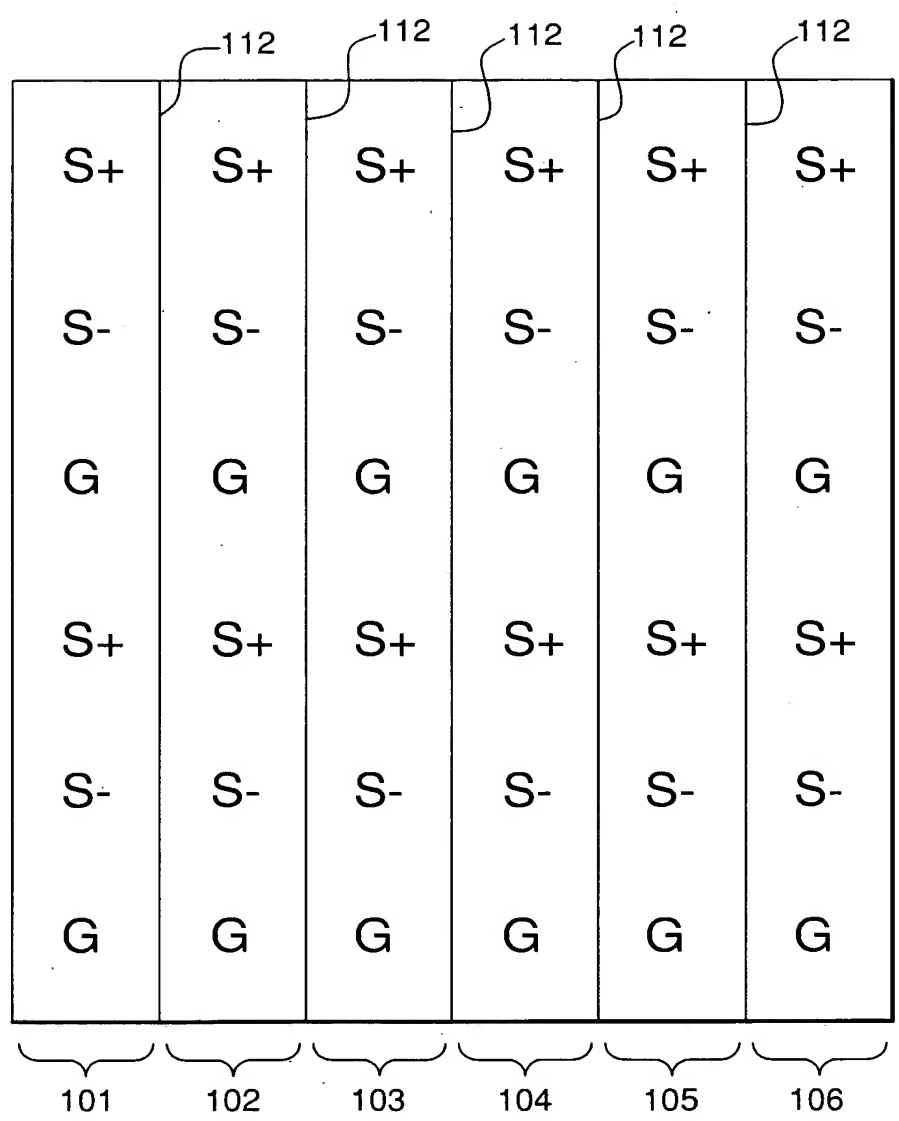 112 112 112 112 112
S+ S+ S+ S+ S+ S+
S- S- S- S- S- S-
G G G G G G
S+ S+ S+ S+ S+ S+
S- S- S- S- S- S-
G G G G G G
101 102 103 104 105 106